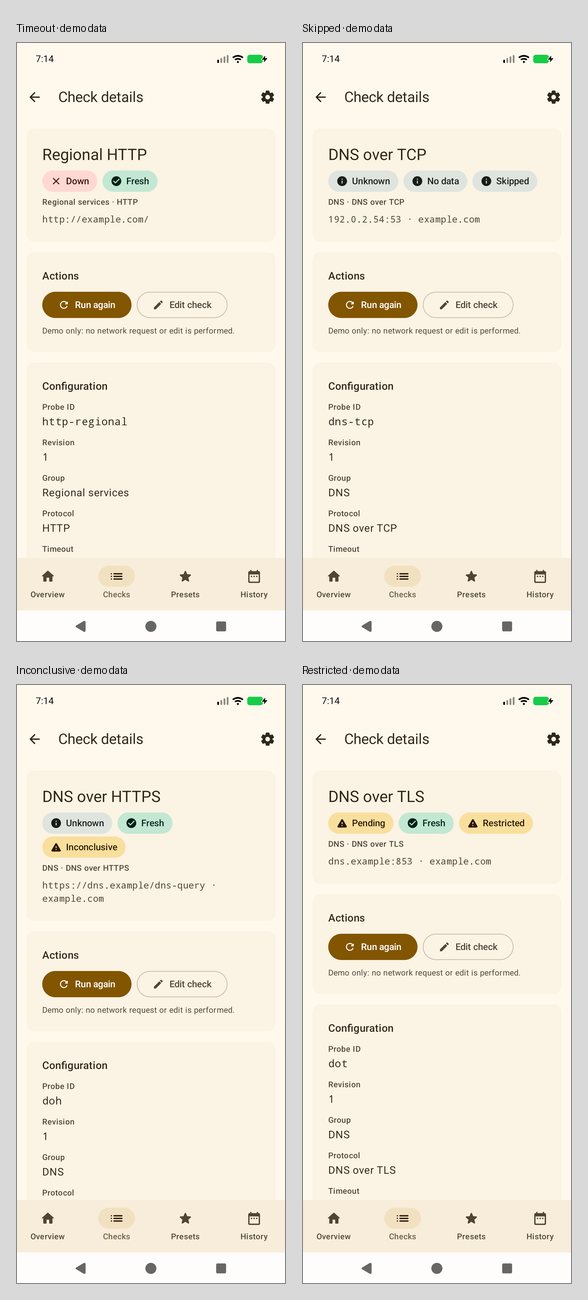 Timeout · demo data
7:14
Check details
Regional HTTP
Down
Fresh
Regional services · HTTP
http://example.com/
Actions
Run again
Edit check
Demo only: no network request or edit is performed.
Configuration
Probe ID
http-regional
Revision
1
Group
Regional services
Protocol
HTTP
Timeout
Overview
Checks
Presets
History
Skipped · demo data
7:14
Check details
DNS over TCP
Unknown
No data
Skipped
DNS · DNS over TCP
192.0.2.54:53 · example.com
Actions
Run again
Edit check
Demo only: no network request or edit is performed.
Configuration
Probe ID
dns-tcp
Revision
1
Group
DNS
Protocol
DNS over TCP
Timeout
Overview
Checks
Presets
History
Inconclusive · demo data
7:14
Check details
DNS over HTTPS
Unknown
Fresh
Inconclusive
DNS · DNS over HTTPS
https://dns.example/dns-query ·
example.com
Actions
Run again
Edit check
Demo only: no network request or edit is performed.
Configuration
Probe ID
doh
Revision
1
Group
DNS
Protocol
Overview
Checks
Presets
History
Restricted · demo data
7:14
Check details
DNS over TLS
Pending
Fresh
Restricted
DNS · DNS over TLS
dns.example:853 · example.com
Actions
Run again
Edit check
Demo only: no network request or edit is performed.
Configuration
Probe ID
dot
Revision
1
Group
DNS
Protocol
DNS over TLS
Timeout
Overview
Checks
Presets
History